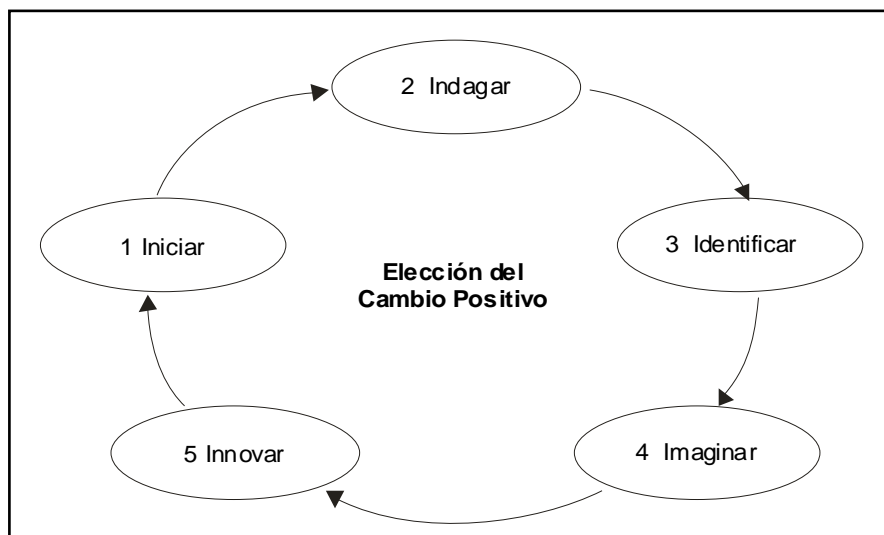 2 Indagar
1 Iniciar
3 Identificar
Elección del
Cambio Positivo
5 Innovar
4 Imaginar